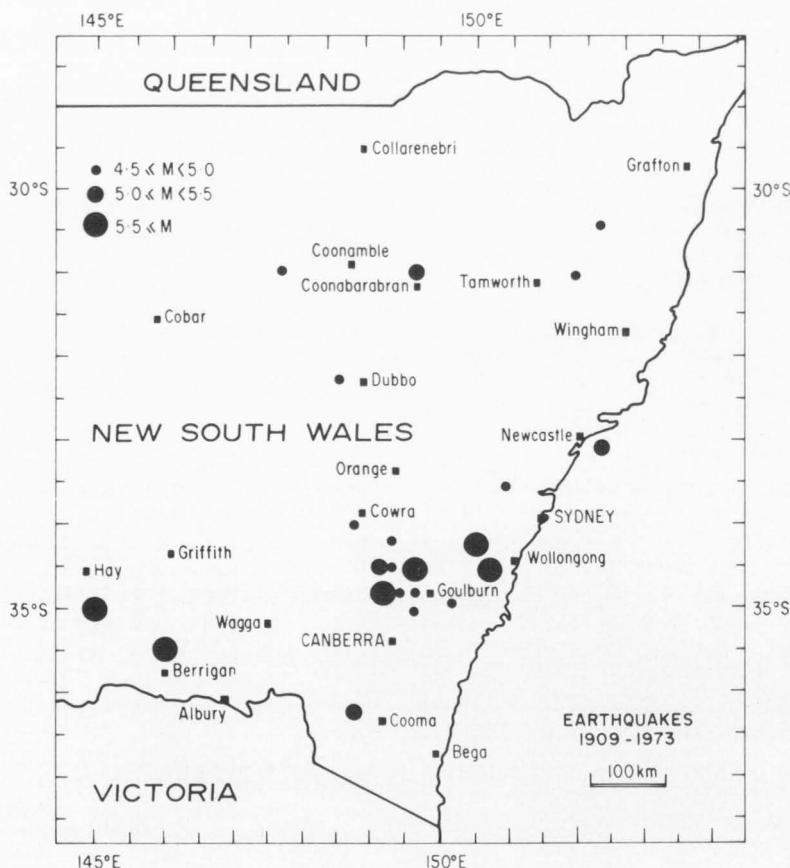 145°E 150°E
QUEENSLAND
Collarenebri
4·5 ⩽ M < 5·0
Grafton
30°S 30°S
5·0 ⩽ M < 5·5
5·5 ⩽ M
Coonamble
Coonabarabran
Tamworth
Cobar
Wingham
Dubbo
NEW SOUTH WALES
Newcastle
Orange
Cowra
SYDNEY
Griffith
Wollongong
Hay
Goulburn
35°S 35°S
Wagga
CANBERRA
Berrigan
Albury
Cooma
EARTHQUAKES
1909-1973
Bega
100 km
VICTORIA
145°E 150°E